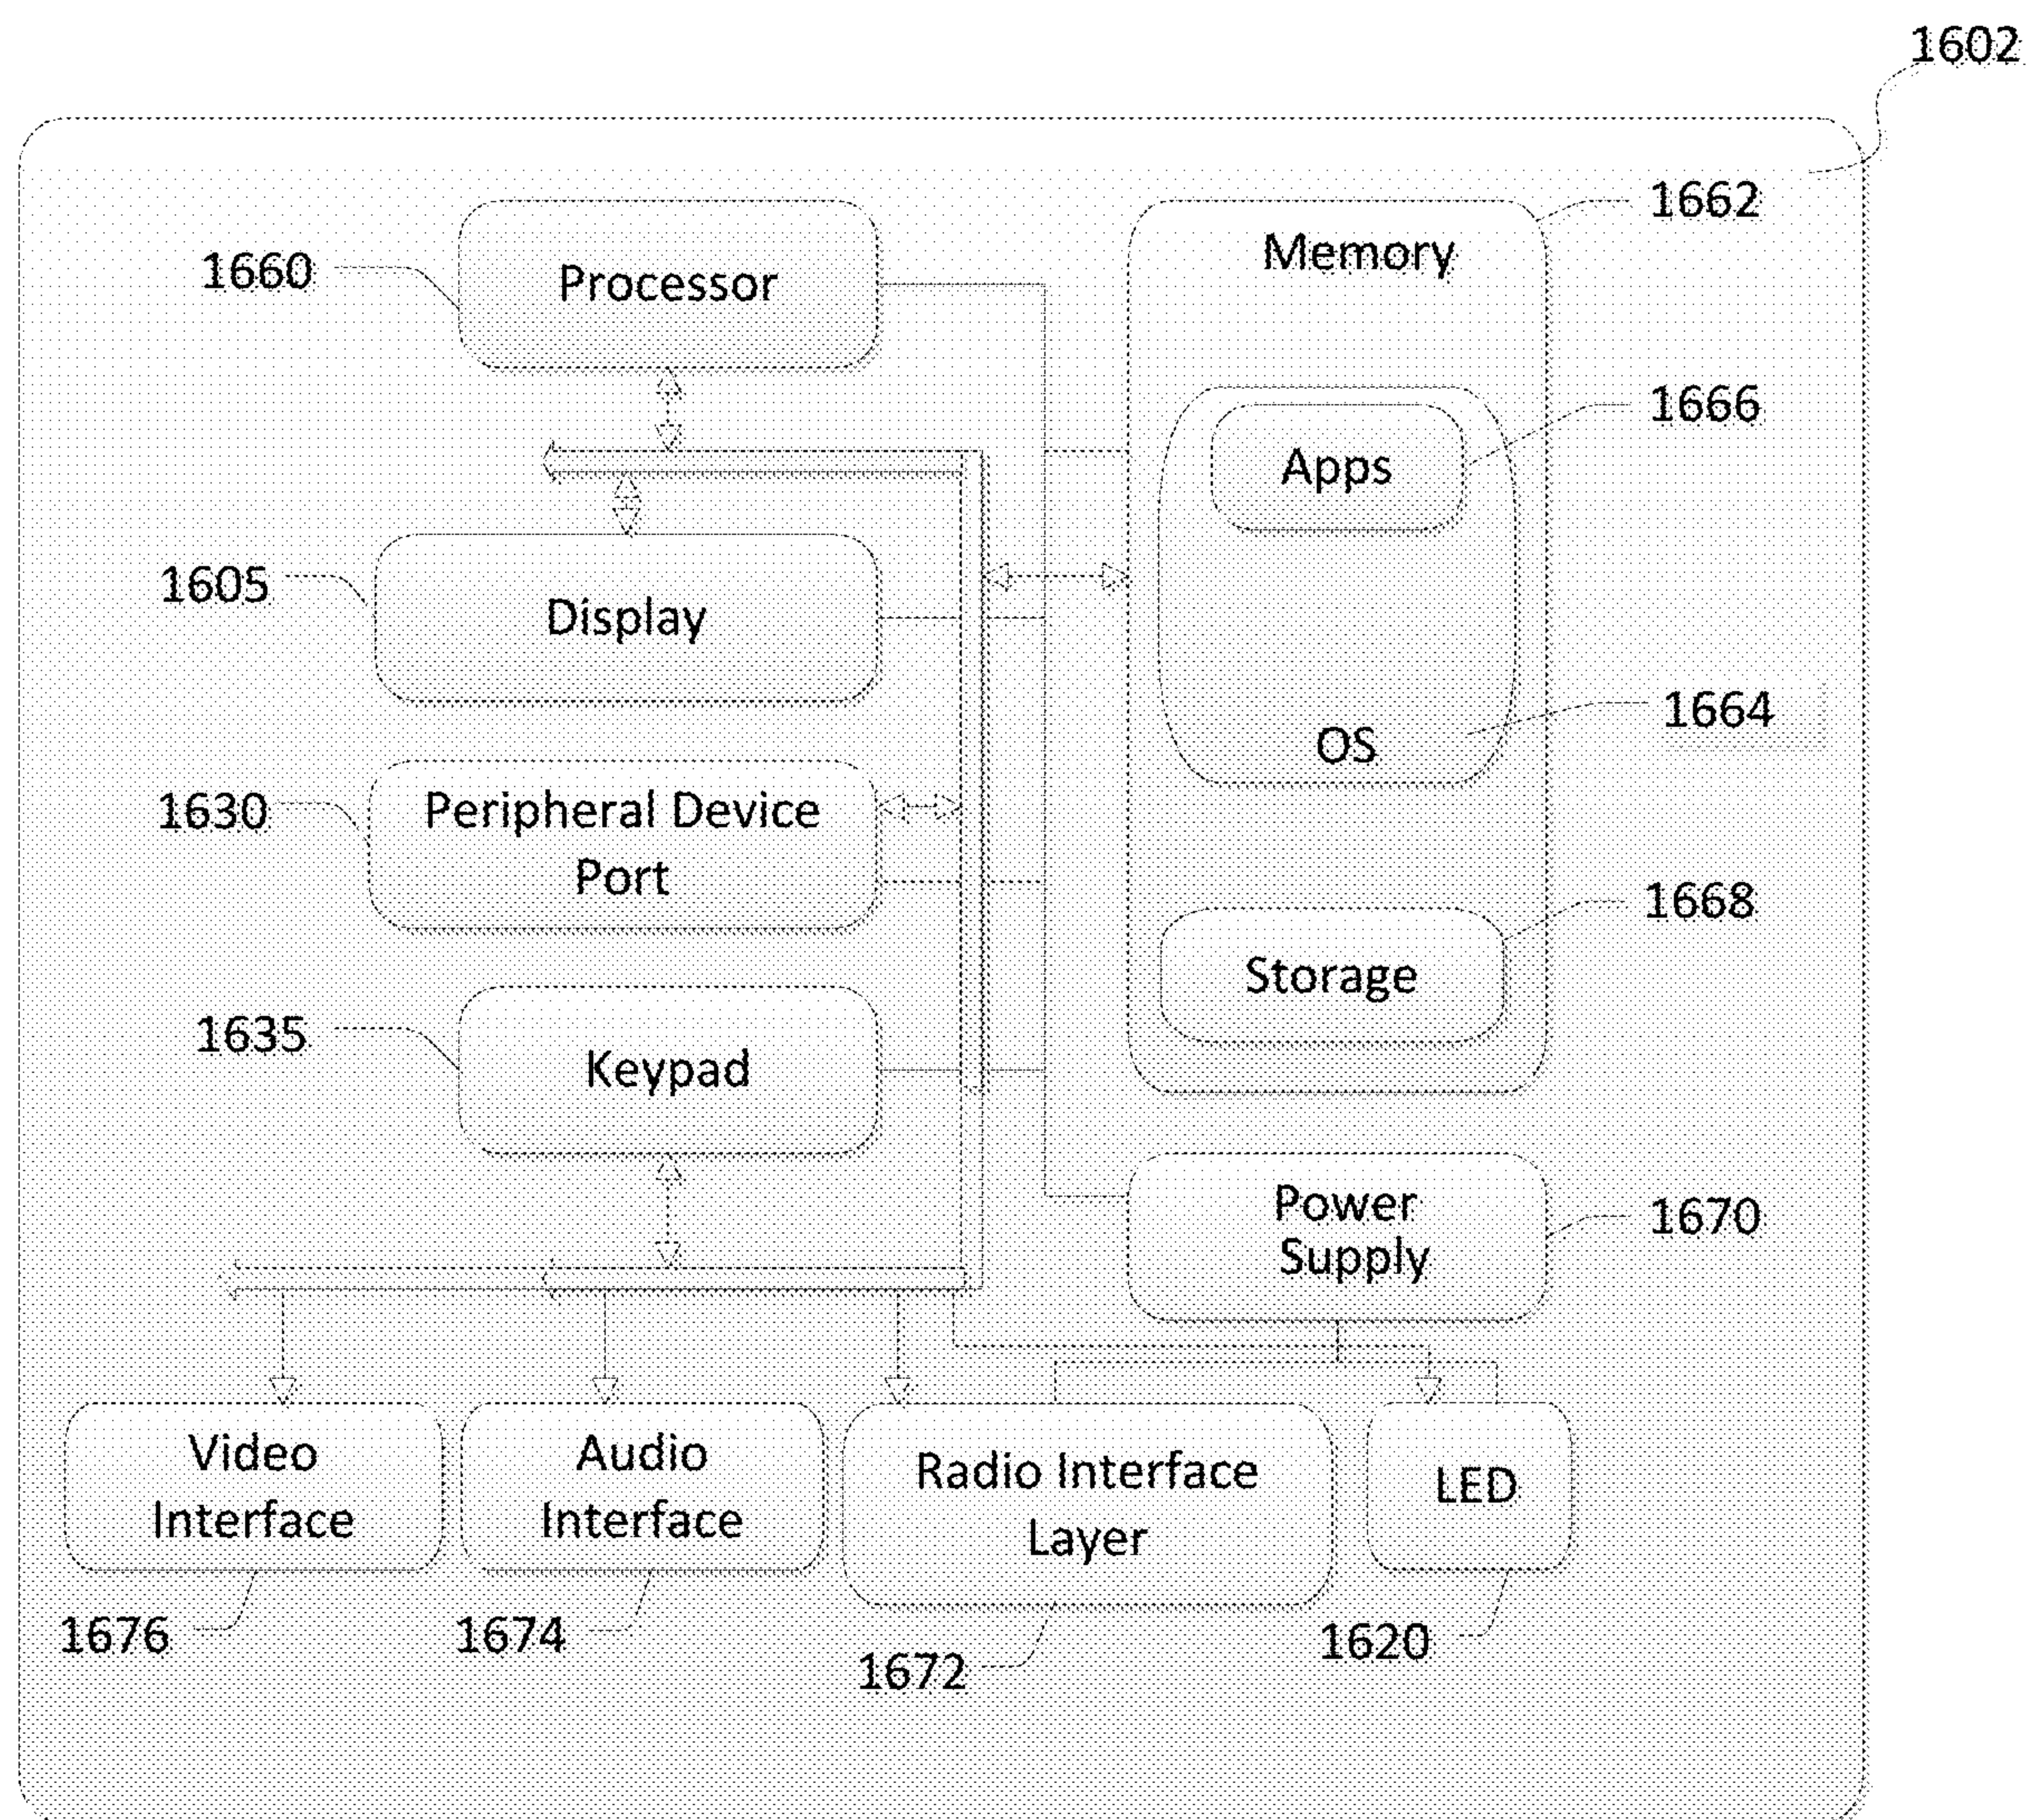 1602
1662
Memory
1660
Processor
1666
Apps
1605
Display
1664
OS
1630
Peripheral Device
Port
1668
Storage
1635
Keypad
Power
Supply
1670
Video
Interface
Audio
Interface
Radio Interface
Layer
LED
1676
1674
1672
1620